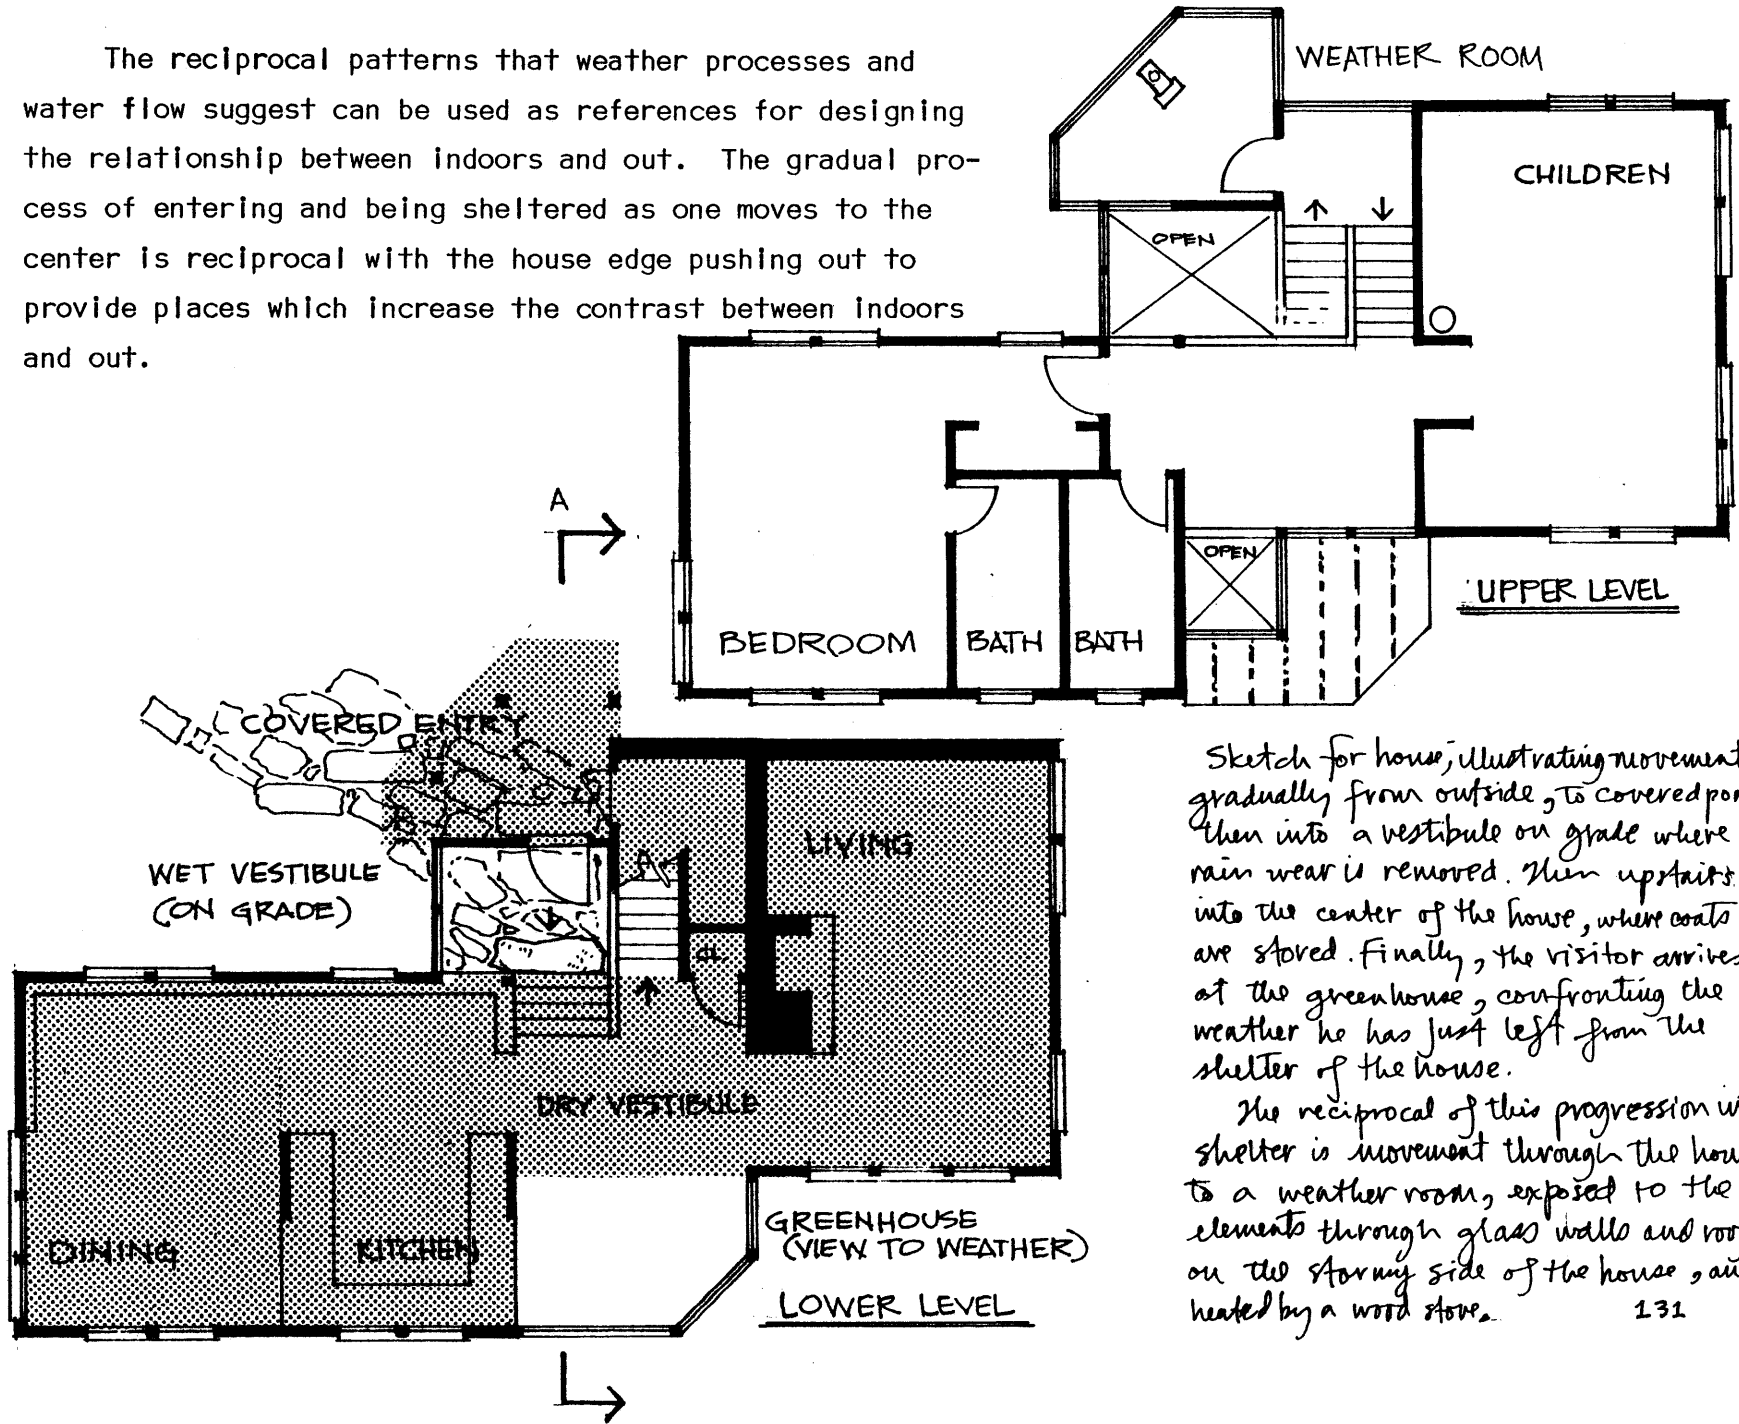 The reciprocal patterns that weather processes and
water flow suggest can be used as references for designing
the relationship between indoors and out. The gradual pro-
cess of entering and being sheltered as one moves to the
center is reciprocal with the house edge pushing out to
provide places which increase the contrast between indoors
and out.
WEATHER ROOM
CHILDREN
OPEN
A
OPEN
UPPER LEVEL
BEDROOM
BATH
BATH
COVERED ENTRY
WET VESTIBULE
(ON GRADE)
LIVING
CL.
DRY VESTIBULE
DINING
KITCHEN
GREENHOUSE
(VIEW TO WEATHER)
LOWER LEVEL
Sketch for house, illustrating movement
gradually from outside, to covered
then into a vestibule on grade where
rain wear is removed. Then upstairs
into the center of the house, where coats
are stored. Finally, the visitor arrives
at the greenhouse, confronting the
weather he has just left from the
shelter of the house.
The reciprocal of this progression
shelter is movement through the
to a weather room, exposed to the
elements through glass walls and
on the stormy side of the house,
heated by a wood stove.
131